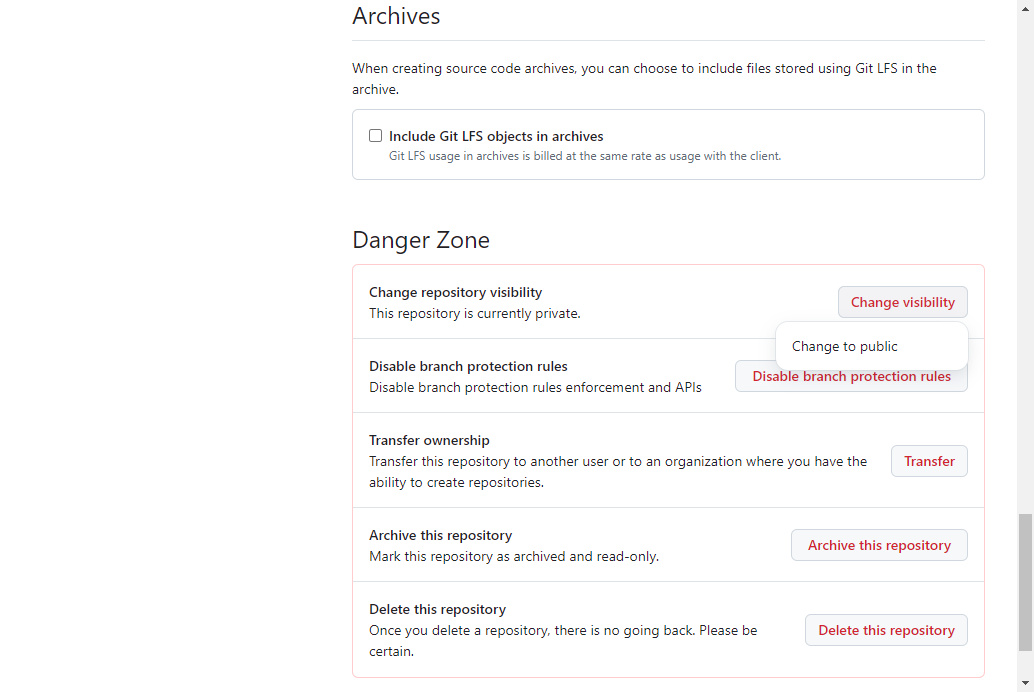 Archives
When creating source code archives, you can choose to include files stored using Git LFS in the
archive.
Include Git LFS objects in archives
Git LFS usage in archives is billed at the same rate as usage with the client.
Danger Zone
Change repository visibility
This repository is currently private.
Change visibility
Change to public
Disable branch protection rules
Disable branch protection rules enforcement and APIs
Disable branch protection rules
Transfer ownership
Transfer this repository to another user or to an organization where you have the
ability to create repositories.
Transfer
Archive this repository
Mark this repository as archived and read-only.
Archive this repository
Delete this repository
Once you delete a repository, there is no going back. Please be
certain.
Delete this repository